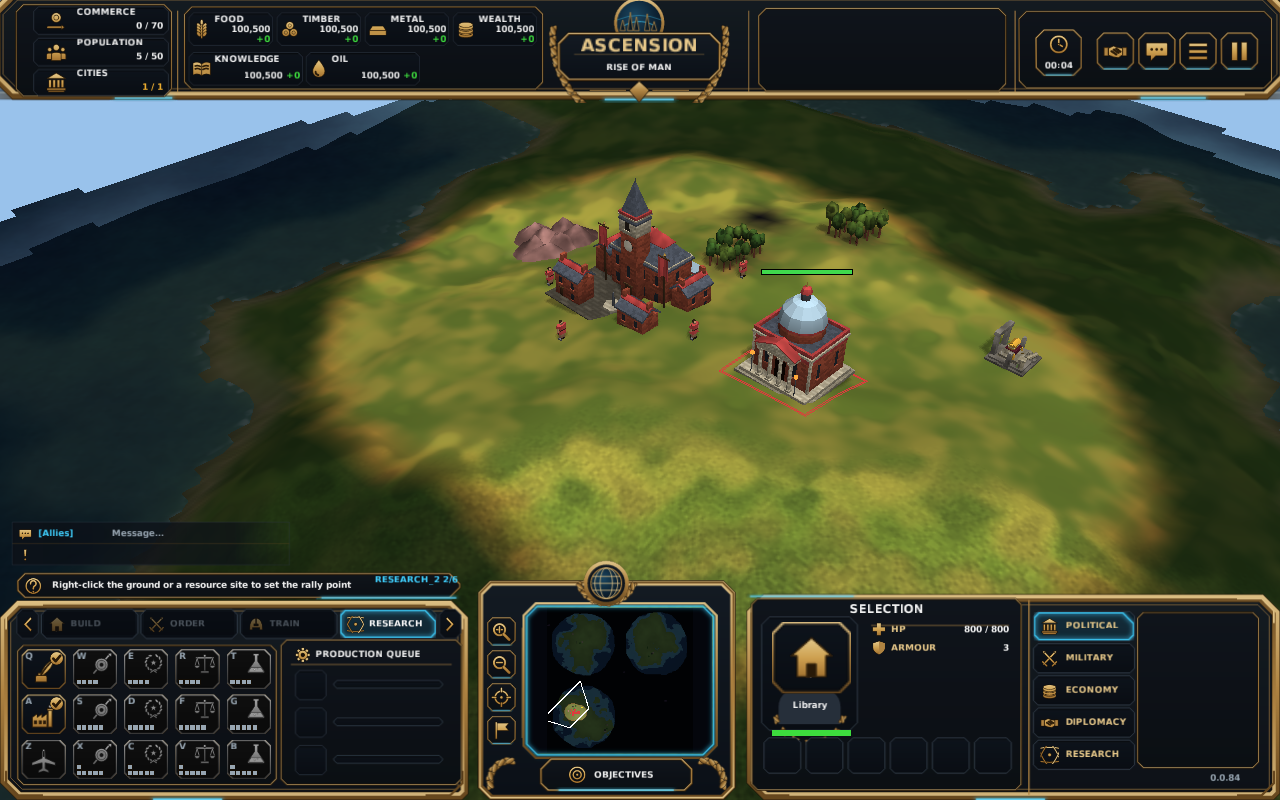 COMMERCE
0 / 70
POPULATION
5 / 50
CITIES
1 / 1
FOOD
100,500
+0
TIMBER
100,500
+0
METAL
100,500
+0
WEALTH
100,500
+0
KNOWLEDGE
100,500 +0
OIL
100,500 +0
ASCENSION
RISE OF MAN
00:04
[Allies] Message...
!
Right-click the ground or a resource site to set the rally point
RESEARCH_2 2/6
BUILD
ORDER
TRAIN
RESEARCH
Q W E R T
A S D F G
Z X C V B
PRODUCTION QUEUE
OBJECTIVES
SELECTION
HP 800 / 800
ARMOUR 3
Library
POLITICAL
MILITARY
ECONOMY
DIPLOMACY
RESEARCH
0.0.84